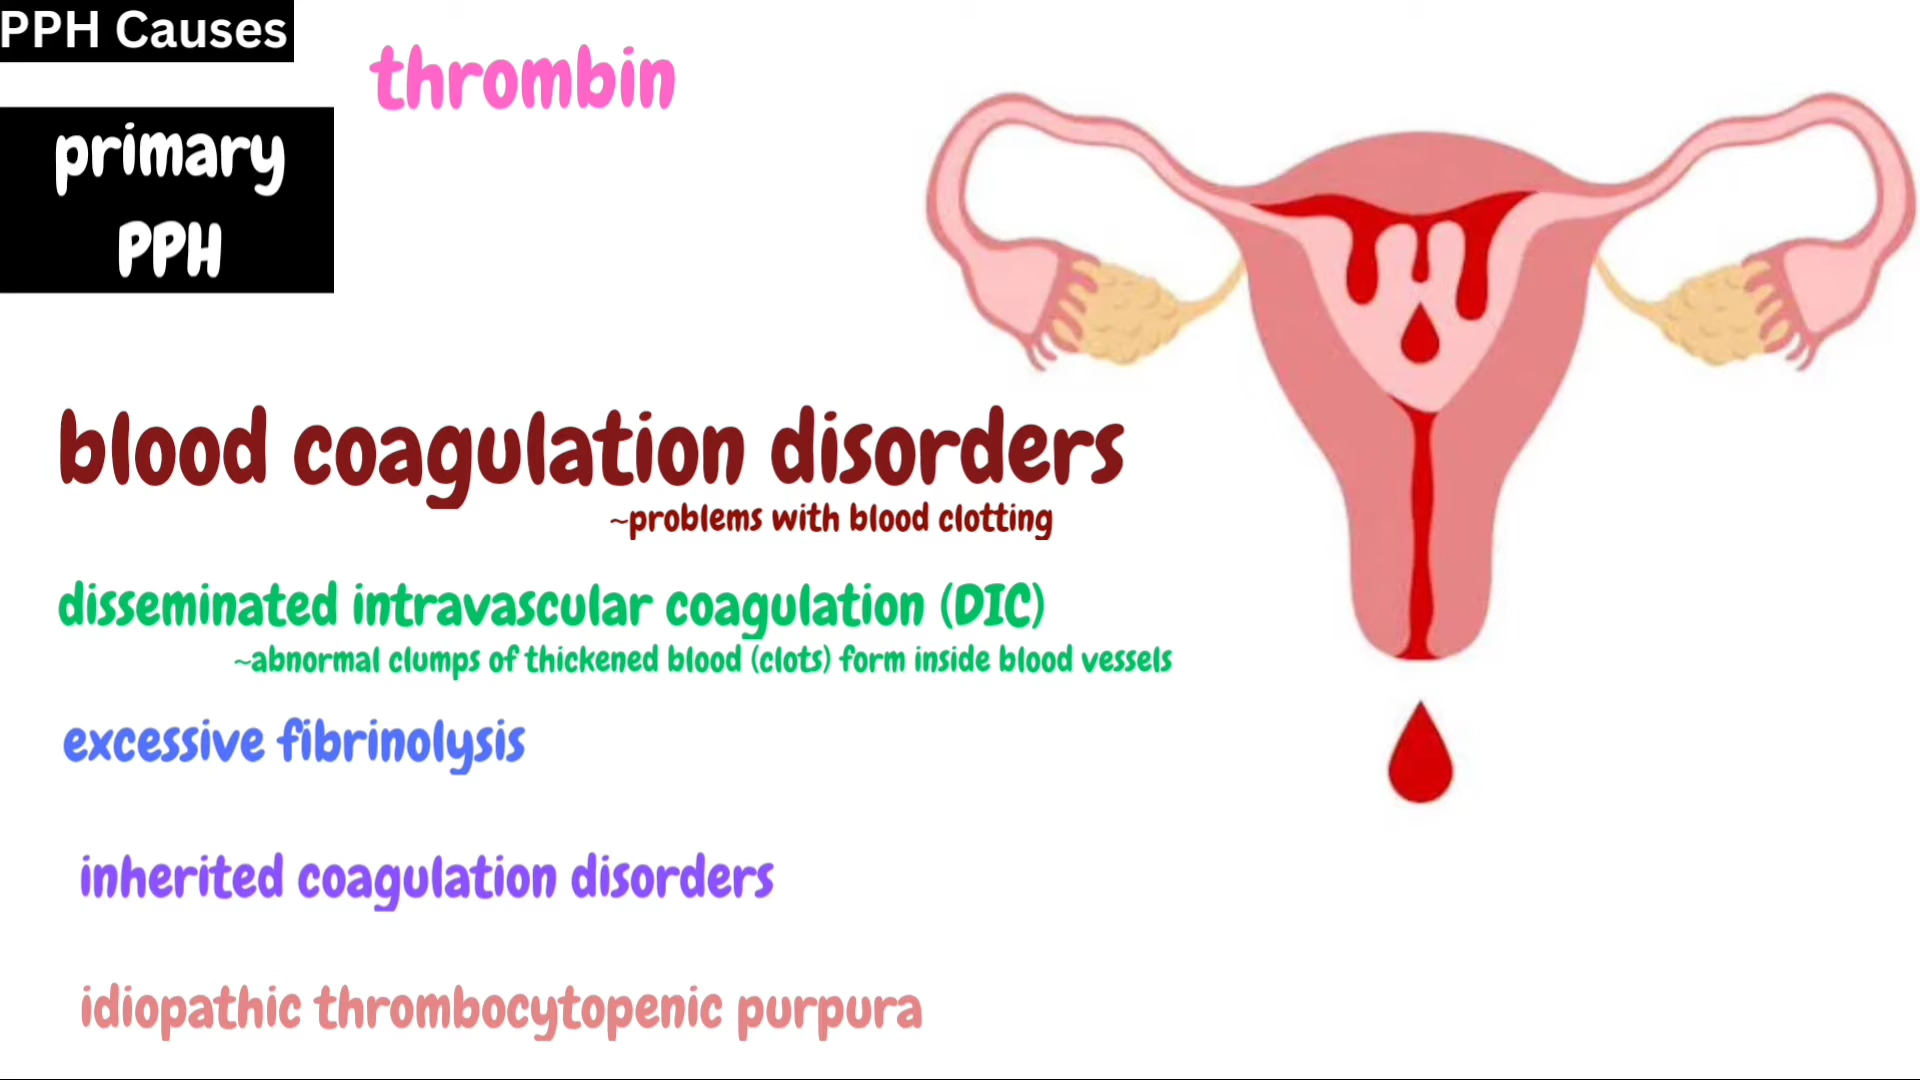 PPH Causes
thrombin
primary
PPH
blood coagulation disorders
~problems with blood clotting
disseminated intravascular coagulation (DIC)
~abnormal clumps of thickened blood (clots) form inside blood vessels
excessive fibrinolysis
inherited coagulation disorders
idiopathic thrombocytopenic purpura